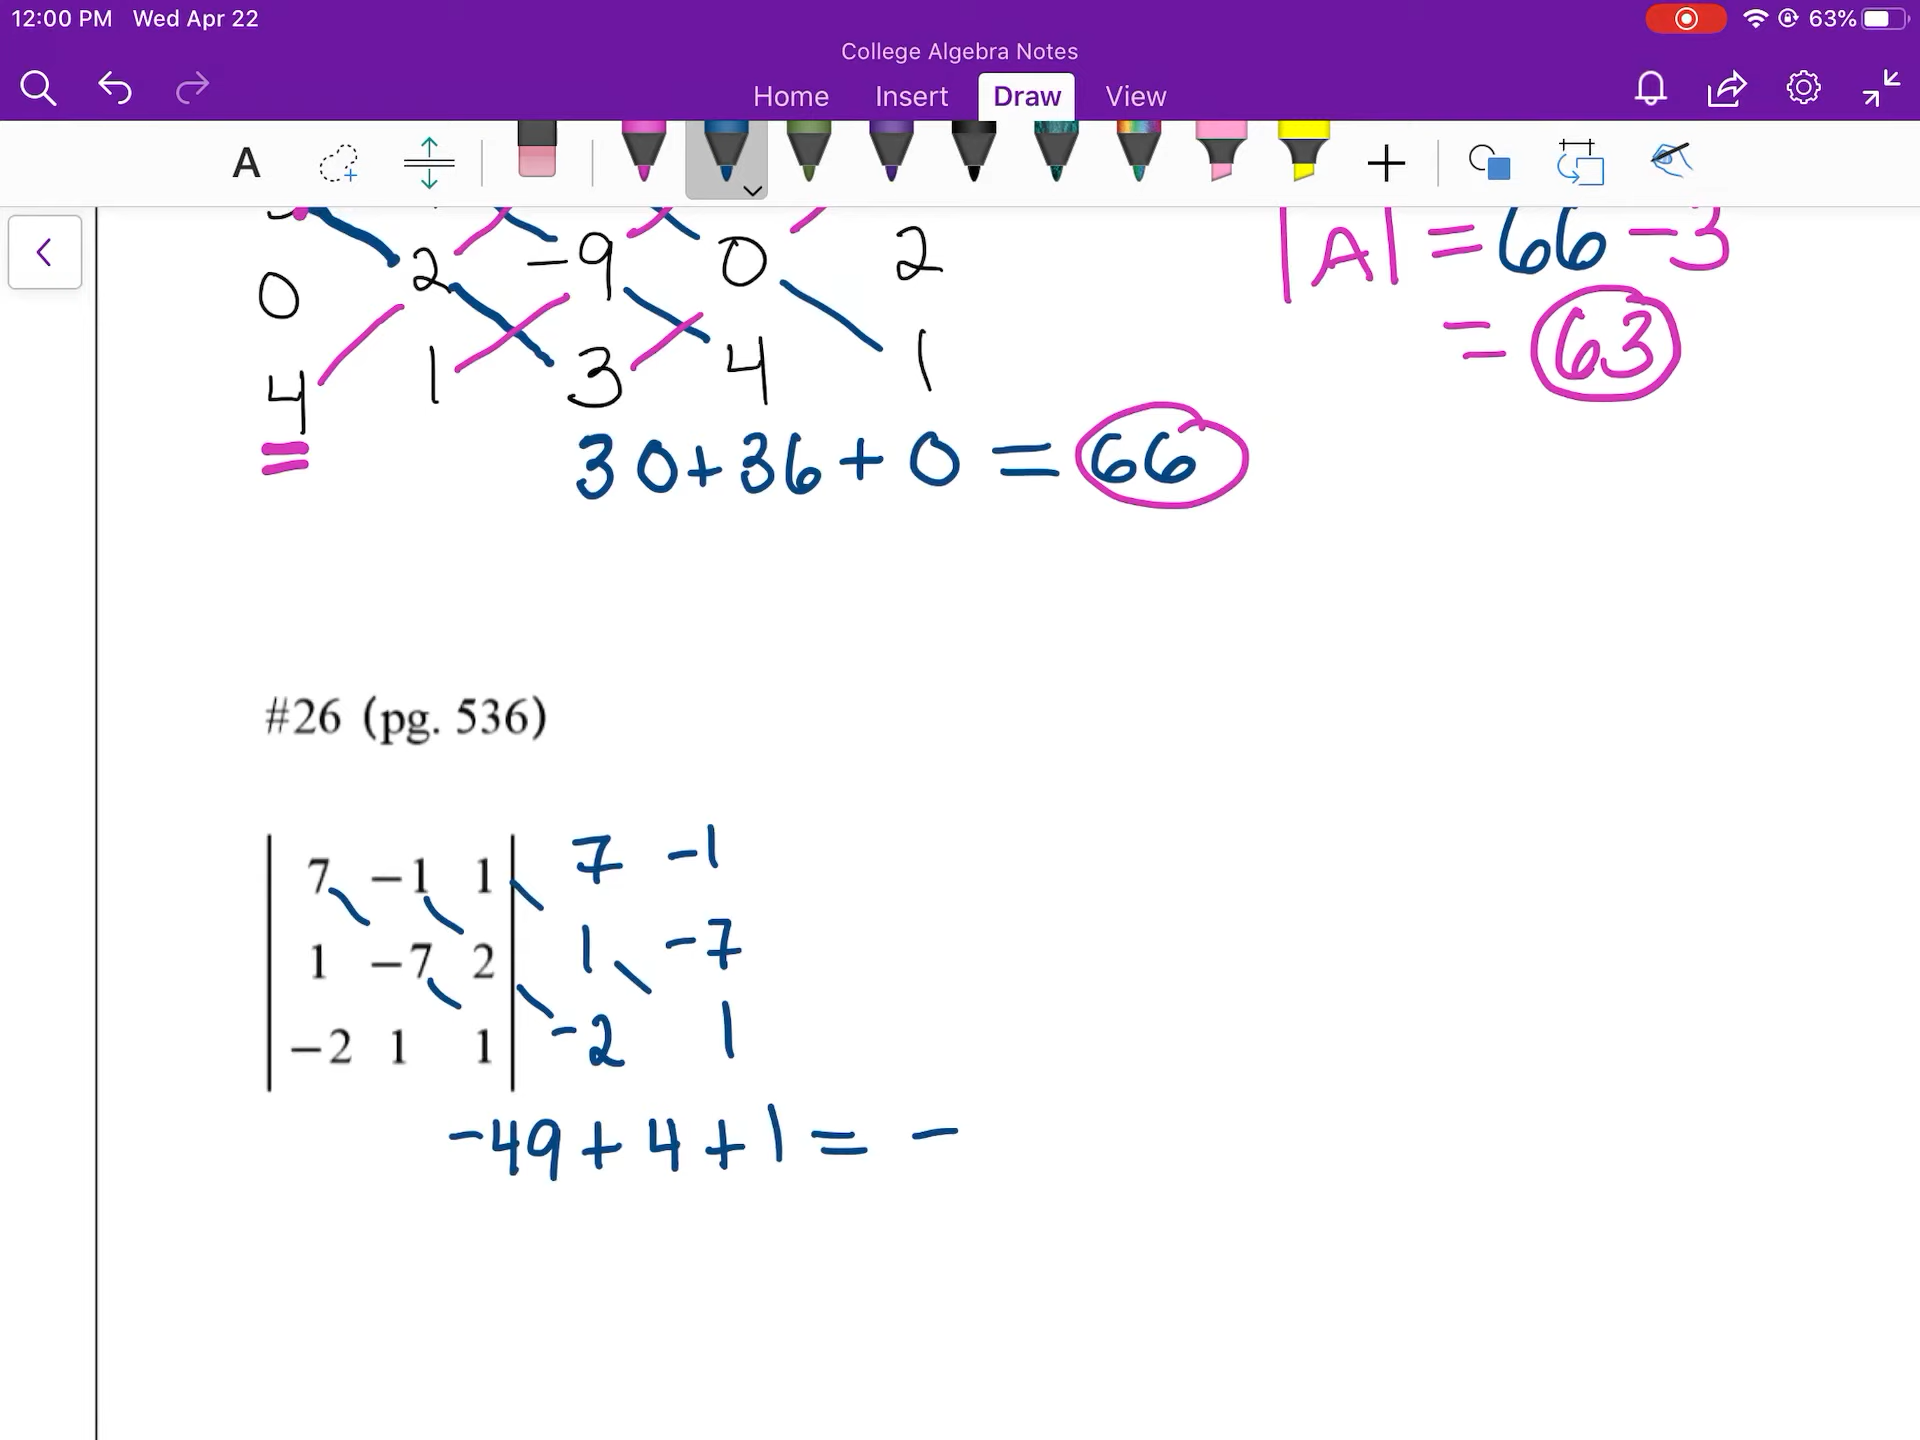 12:00 PM Wed Apr 22 63%
College Algebra Notes
Home Insert Draw View
A
|A| = 66 - 3
0 2 -9 0 2
= 63
4 1 3 4 1
=
30 + 36 + 0 = 66
#26 (pg. 536)
7 -1 1 7 -1
1 -7 2 1 -7
-2 1 1 -2 1
-49 + 4 + 1 = -